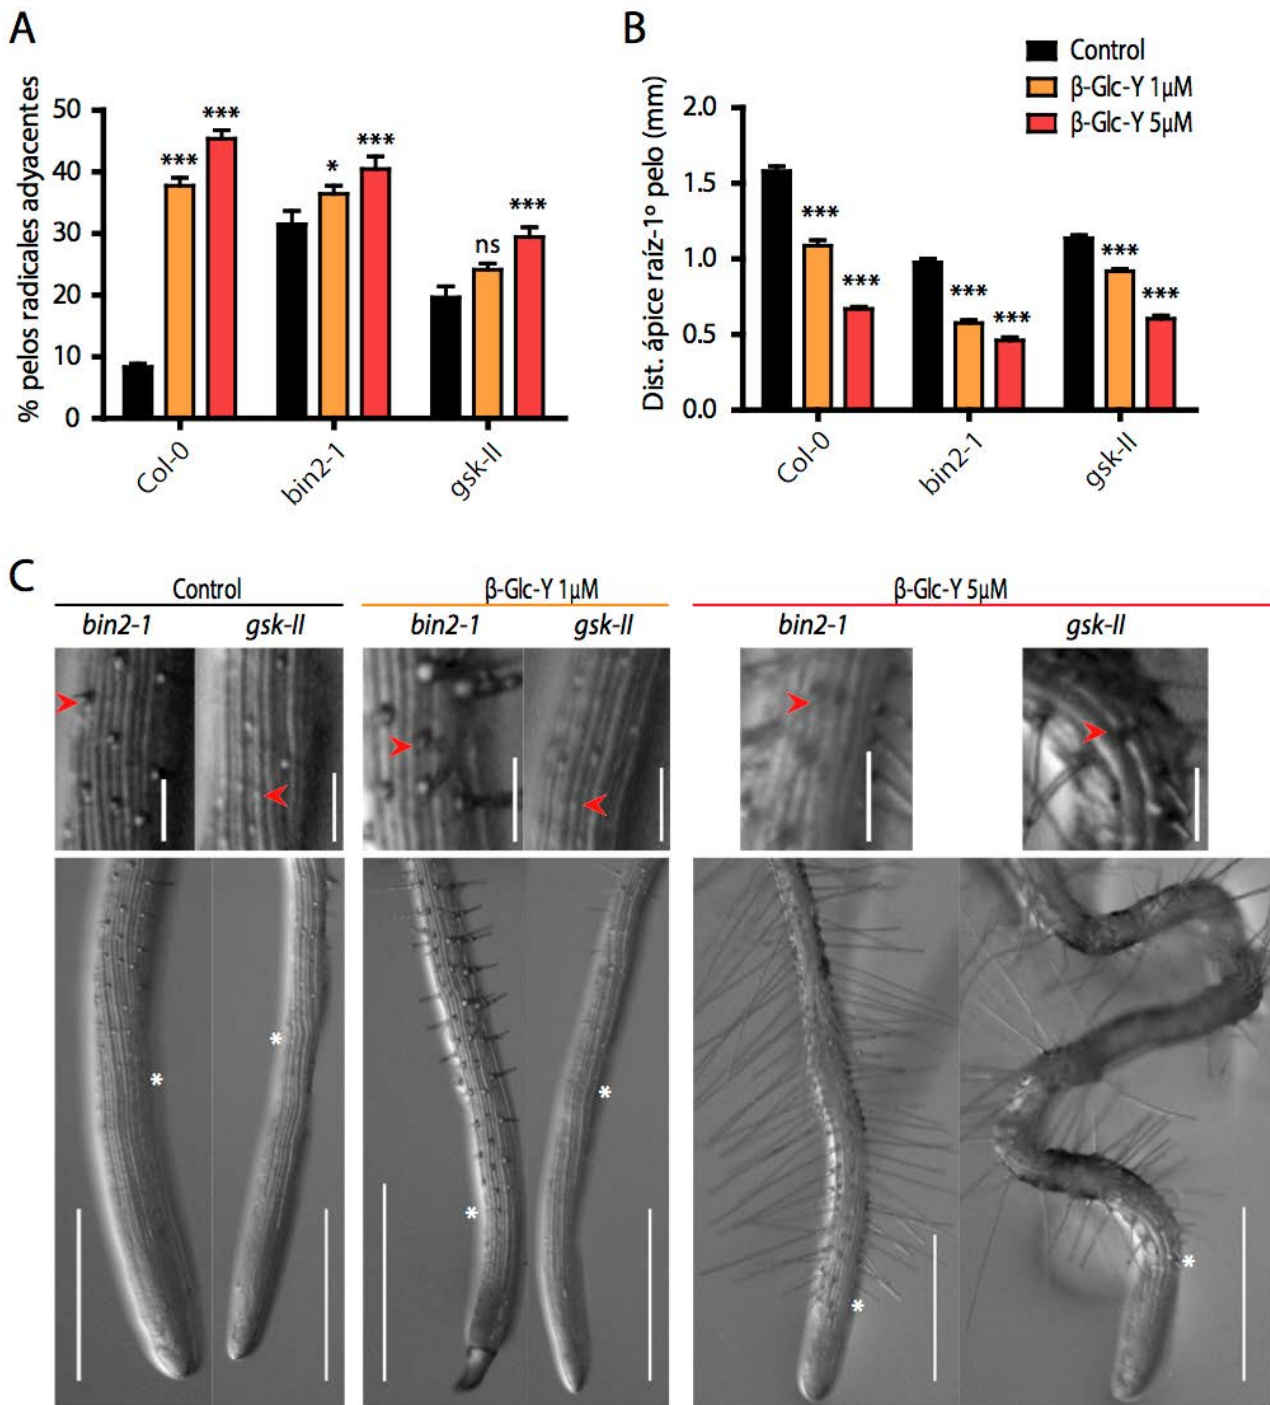 A
B
Control
β-Glc-Y 1µM
β-Glc-Y 5µM
% pelos radicales adyacentes
50
40
30
20
10
0
***
***
*
***
ns
***
Col-0
bin2-1
gsk-II
Dist. ápice raíz-1º pelo (mm)
2.0
1.5
1.0
0.5
0.0
***
***
***
***
***
***
Col-0
bin2-1
gsk-II
C
Control
β-Glc-Y 1µM
β-Glc-Y 5µM
bin2-1
gsk-II
bin2-1
gsk-II
bin2-1
gsk-II
*
*
*
*
*
*